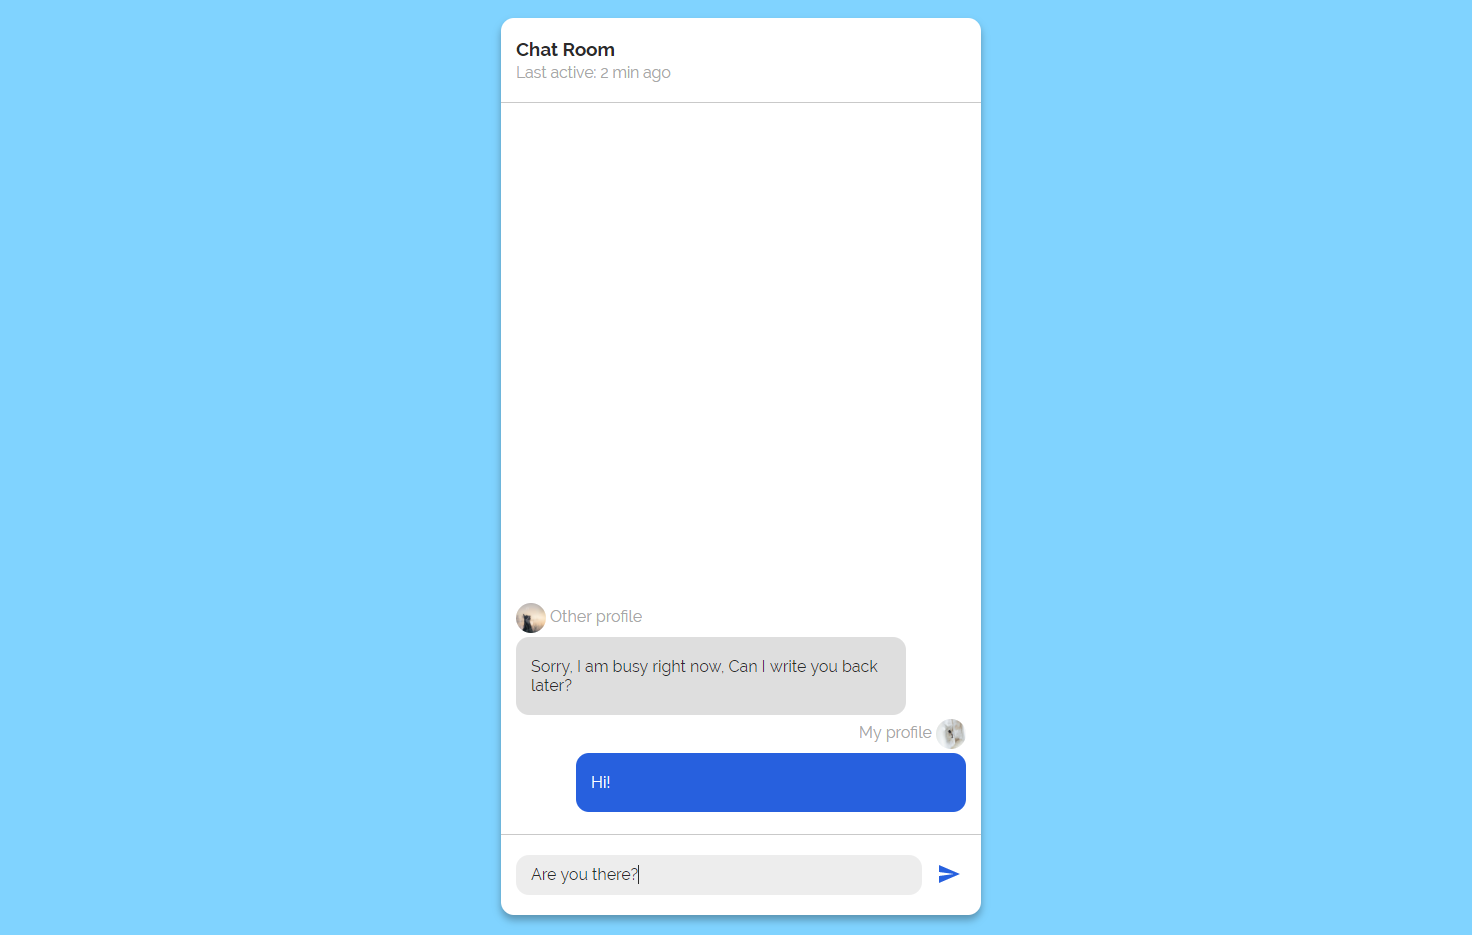 Chat Room
Last active: 2 min ago
Other profile
Sorry, I am busy right now, Can I write you back
later?
My profile
Hi!
Are you there?